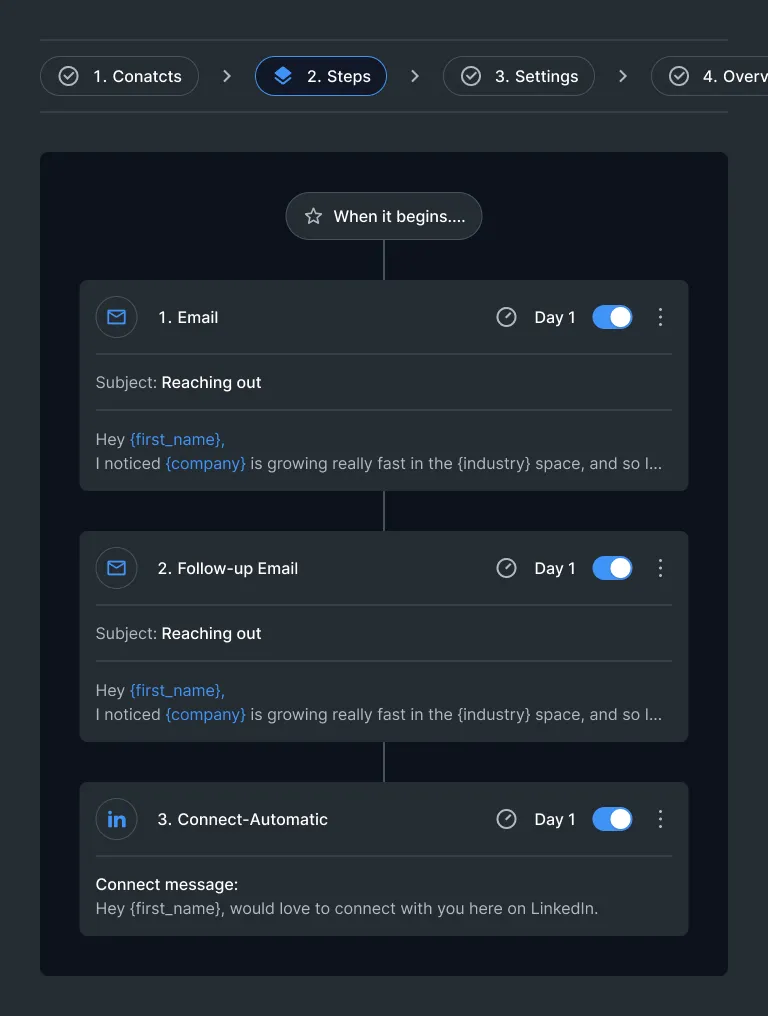 1. Conatcts
2. Steps
3. Settings
4. Overv
When it begins....
1. Email
Day 1
Subject: Reaching out
Hey {first_name},
I noticed {company} is growing really fast in the {industry} space, and so I...
2. Follow-up Email
Day 1
Subject: Reaching out
Hey {first_name},
I noticed {company} is growing really fast in the {industry} space, and so I...
in
3. Connect-Automatic
Day 1
Connect message:
Hey {first_name}, would love to connect with you here on LinkedIn.